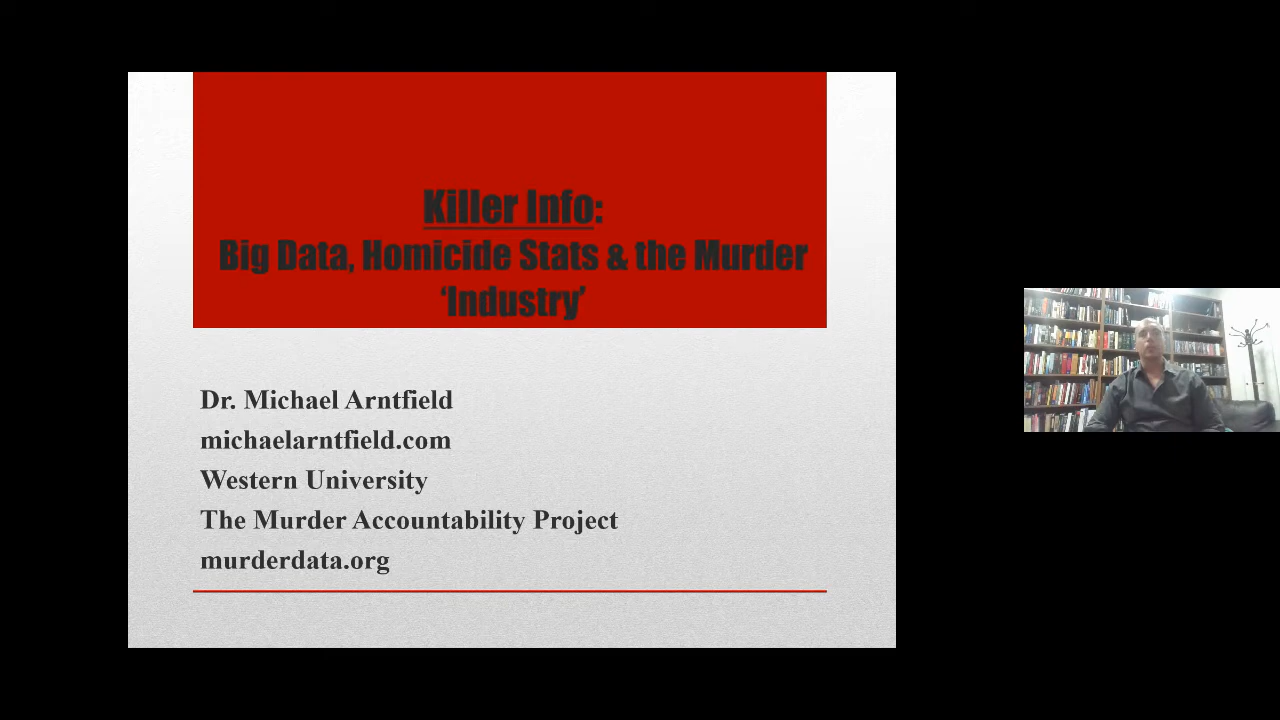 Killer Info:
Big Data, Homicide Stats & the Murder
‘Industry’
Dr. Michael Arntfield
michaelarntfield.com
Western University
The Murder Accountability Project
murderdata.org